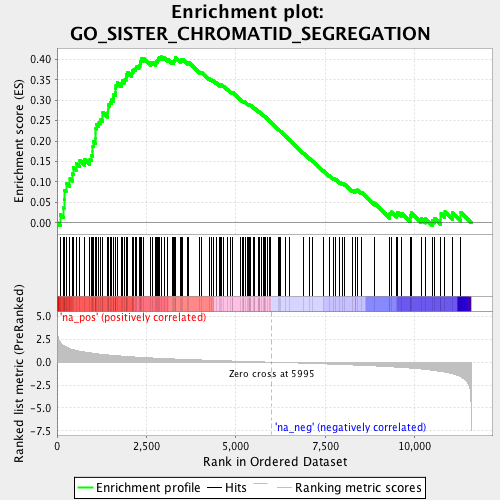 Enrichment plot:
GO_SISTER_CHROMATID_SEGREGATION
Enrichment score (ES)
0.40
0.35
0.30
0.25
0.20
0.15
0.10
0.05
0.00
Ranked list metric (PreRanked)
5.0
2.5
0.0
-2.5
-5.0
-7.5
'na_pos' (positively correlated)
Zero cross at 5995
'na_neg' (negatively correlated)
0
2,500
5,000
7,500
10,000
Rank in Ordered Dataset
Enrichment profile
Hits
Ranking metric scores